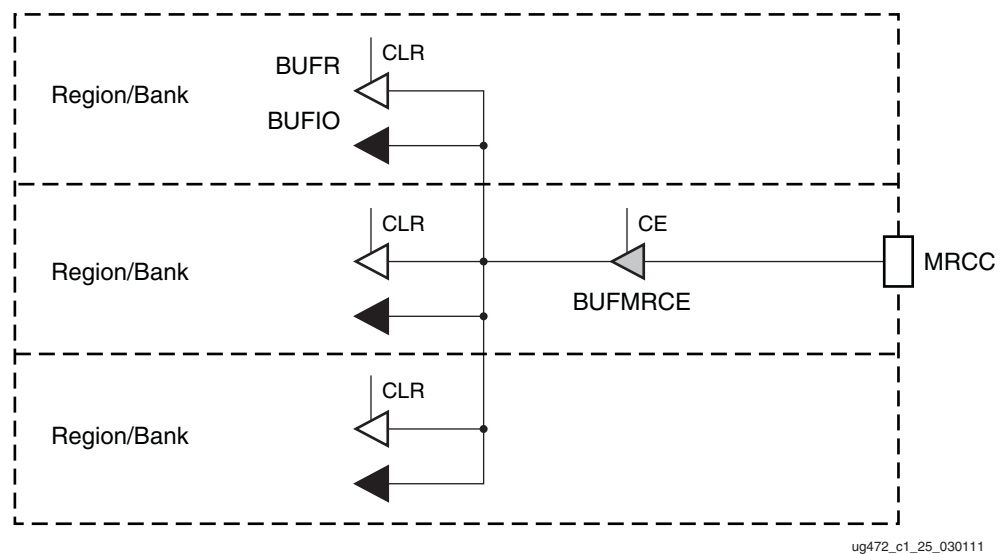 CLR
BUFR
Region/Bank
BUFIO
CLR
CE
Region/Bank
MRCC
BUFMRCE
CLR
Region/Bank
ug472_c1_25_030111